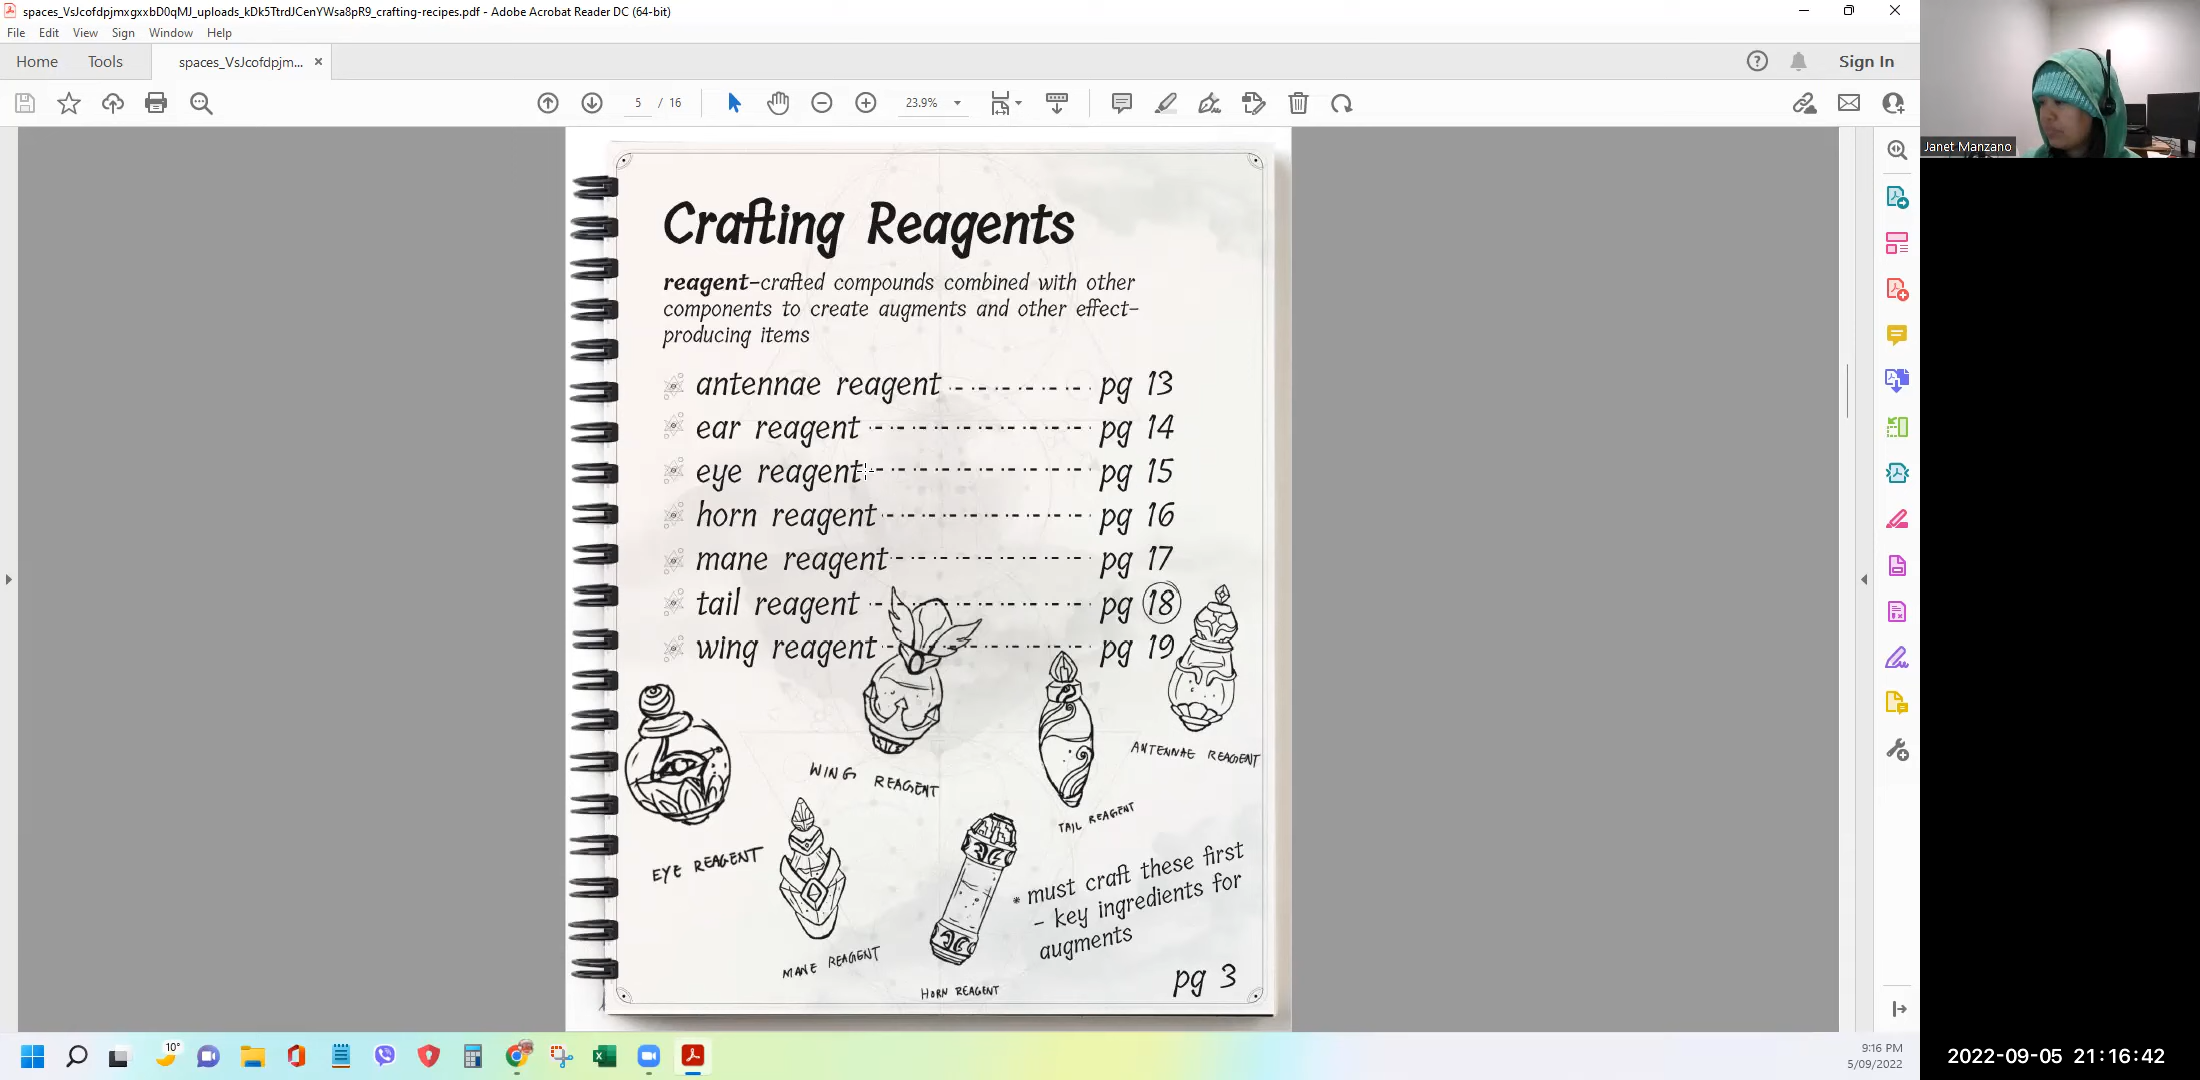 spaces_VsJcofdpjmxgxxbD0qMJ_uploads_kDk5TtrdJCenYWsa8pR9_crafting-recipes.pdf - Adobe Acrobat Reader DC (64-bit)
File Edit View Sign Window Help
Home Tools spaces_VsJcofdpjm... × Sign In
5 / 16 23.9%
Janet Manzano
Crafting Reagents
reagent-crafted compounds combined with other
components to create augments and other effect-
producing items
antennae reagent pg 13
ear reagent pg 14
eye reagent pg 15
horn reagent pg 16
mane reagent pg 17
tail reagent pg 18
wing reagent pg 19
ANTENNAE REAGENT
WING REAGENT
TAIL REAGENT
EYE REAGENT
* must craft these first
- key ingredients for
augments
MANE REAGENT
HORN REAGENT
pg 3
10°
9:16 PM
5/09/2022
2022-09-05 21:16:42